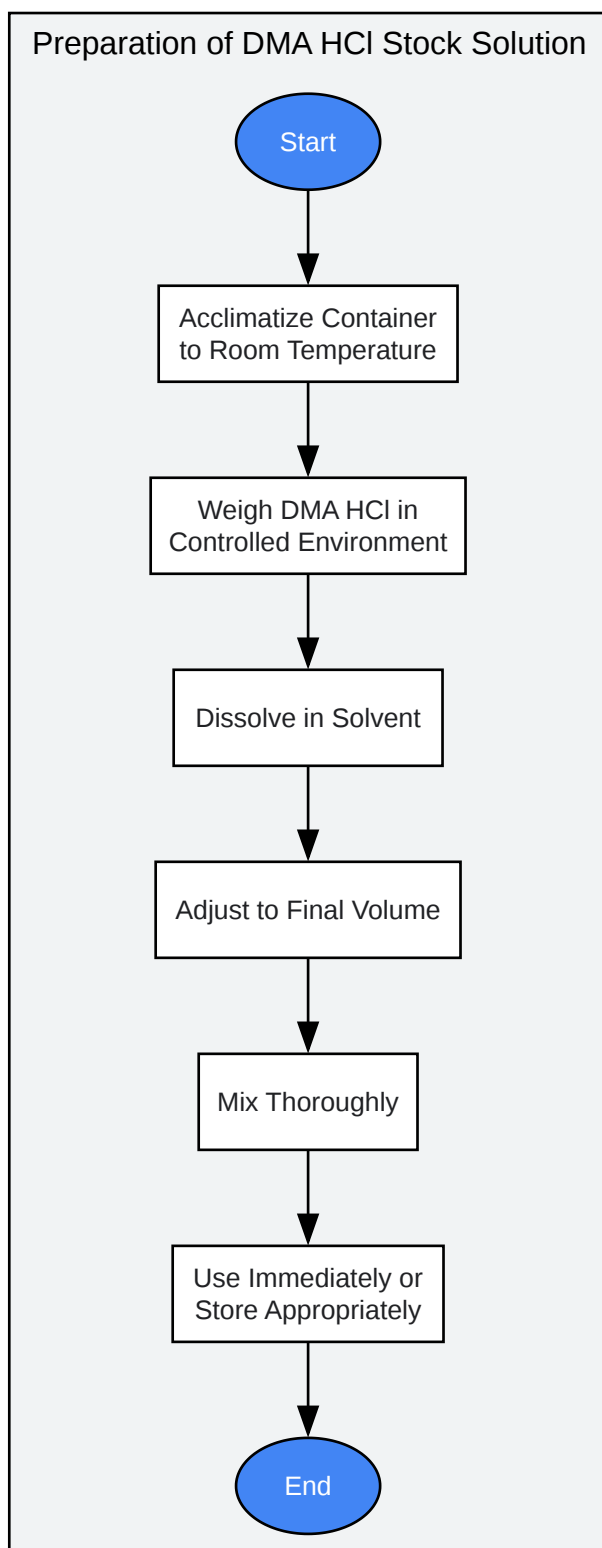 Preparation of DMA HCl Stock Solution
Start
Acclimatize Container
to Room Temperature
Weigh DMA HCl in
Controlled Environment
Dissolve in Solvent
Adjust to Final Volume
Mix Thoroughly
Use Immediately or
Store Appropriately
End